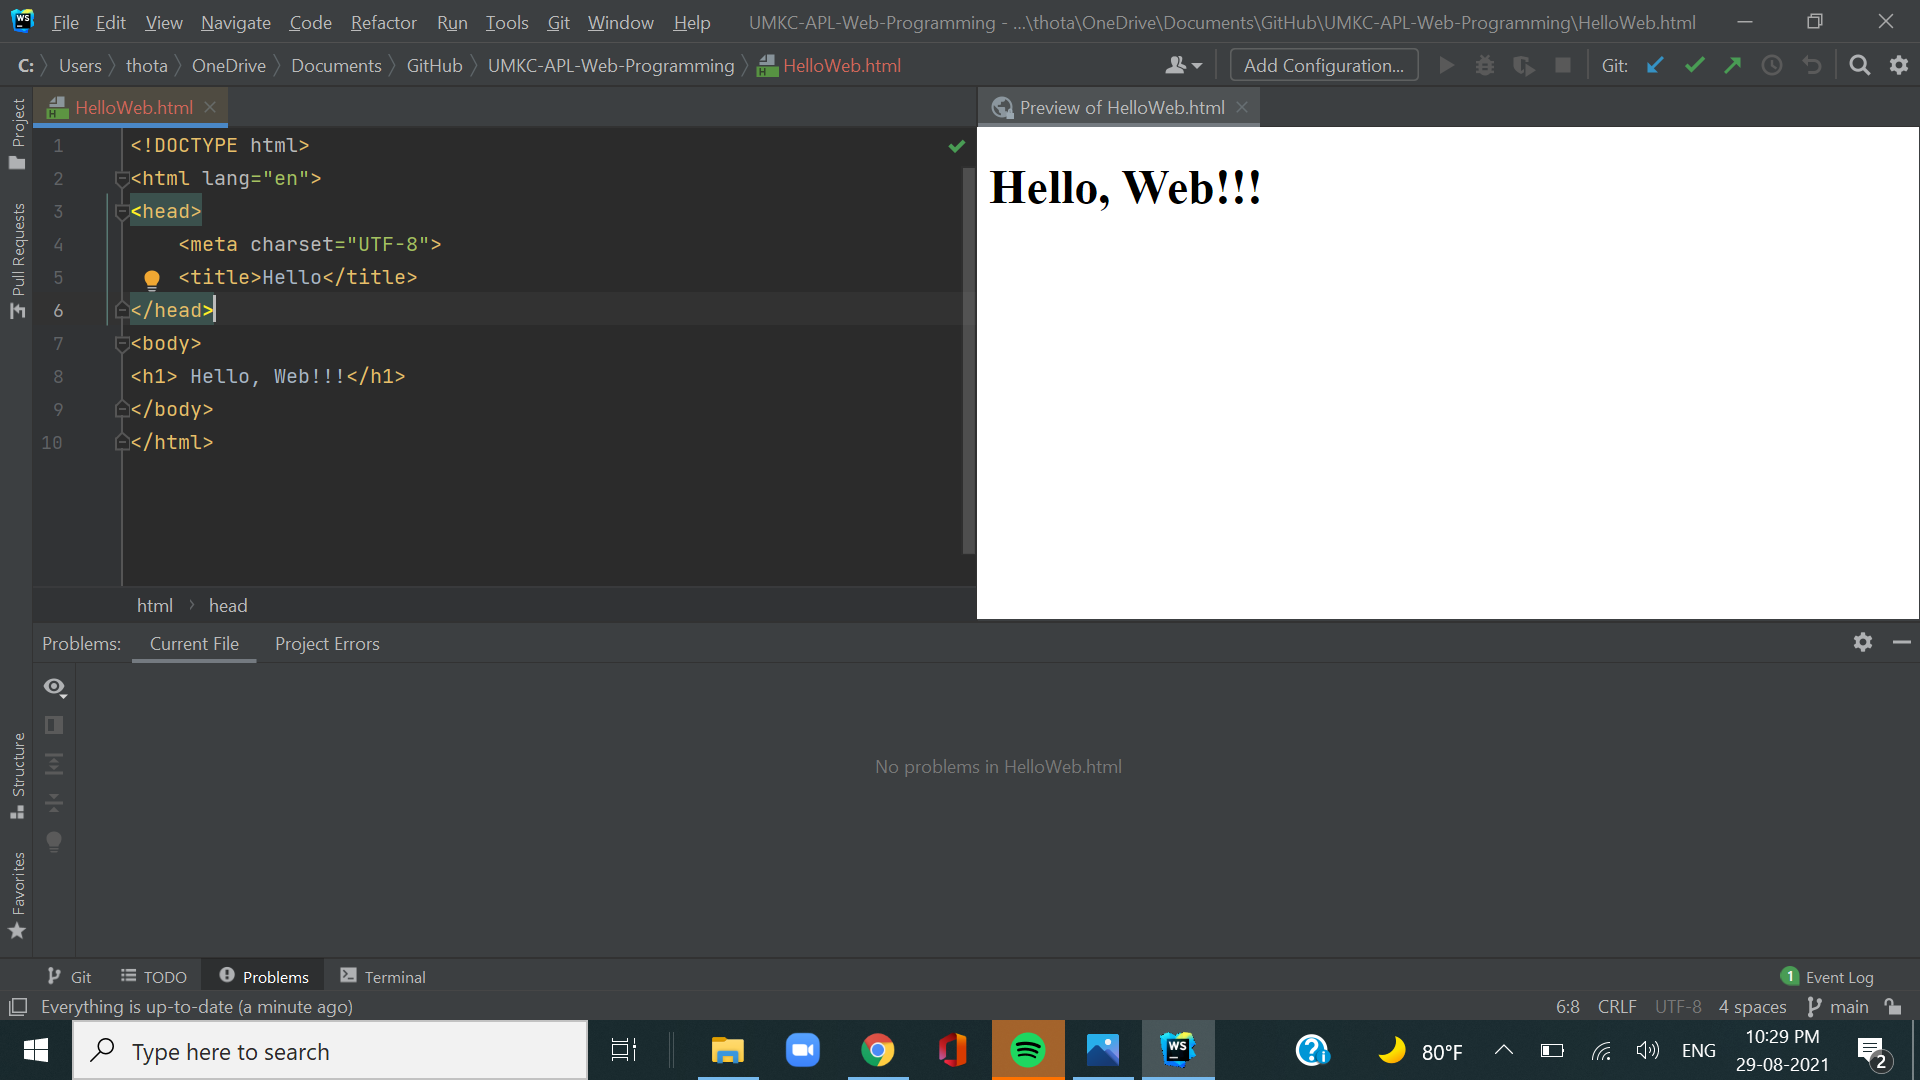 File Edit View Navigate Code Refactor Run Tools Git Window Help UMKC-APL-Web-Programming - ...\thota\OneDrive\Documents\GitHub\UMKC-APL-Web-Programming\HelloWeb.html
C: Users thota OneDrive Documents GitHub UMKC-APL-Web-Programming HelloWeb.html Add Configuration... Git:
HelloWeb.html
Preview of HelloWeb.html
Project
Pull Requests
Structure
Favorites
1 <!DOCTYPE html>
2 <html lang="en">
3 <head>
4 <meta charset="UTF-8">
5 <title>Hello</title>
6 </head>
7 <body>
8 <h1> Hello, Web!!!</h1>
9 </body>
10 </html>
html head
Hello, Web!!!
Problems: Current File Project Errors
No problems in HelloWeb.html
Git TODO Problems Terminal 1 Event Log
Everything is up-to-date (a minute ago) 6:8 CRLF UTF-8 4 spaces main
Type here to search
WS
80°F
ENG
10:29 PM
29-08-2021
2